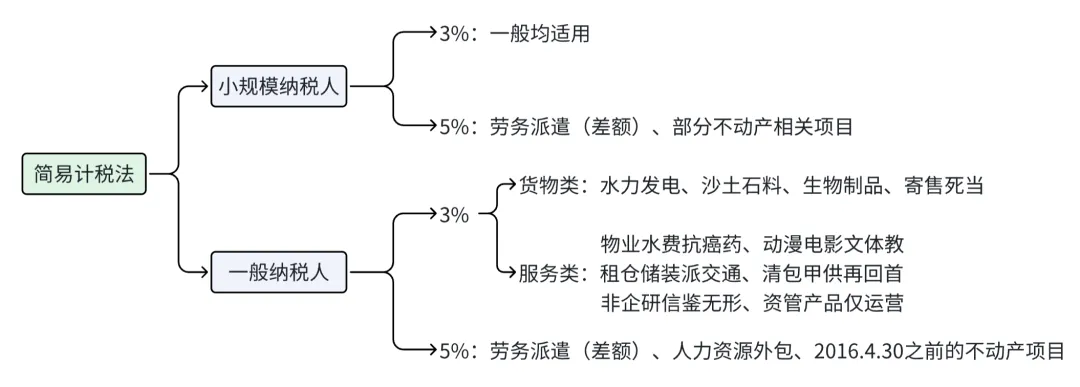 3%：一般均适用
小规模纳税人
5%：劳务派遣（差额）、部分不动产相关项目
简易计税法
货物类：水力发电、沙土石料、生物制品、寄售死当
3%
物业水费抗癌药、动漫电影文体教
服务类：租仓储装派交通、清包甲供再回首
非企研信鉴无形、资管产品仅运营
一般纳税人
5%：劳务派遣（差额）、人力资源外包、2016.4.30之前的不动产项目